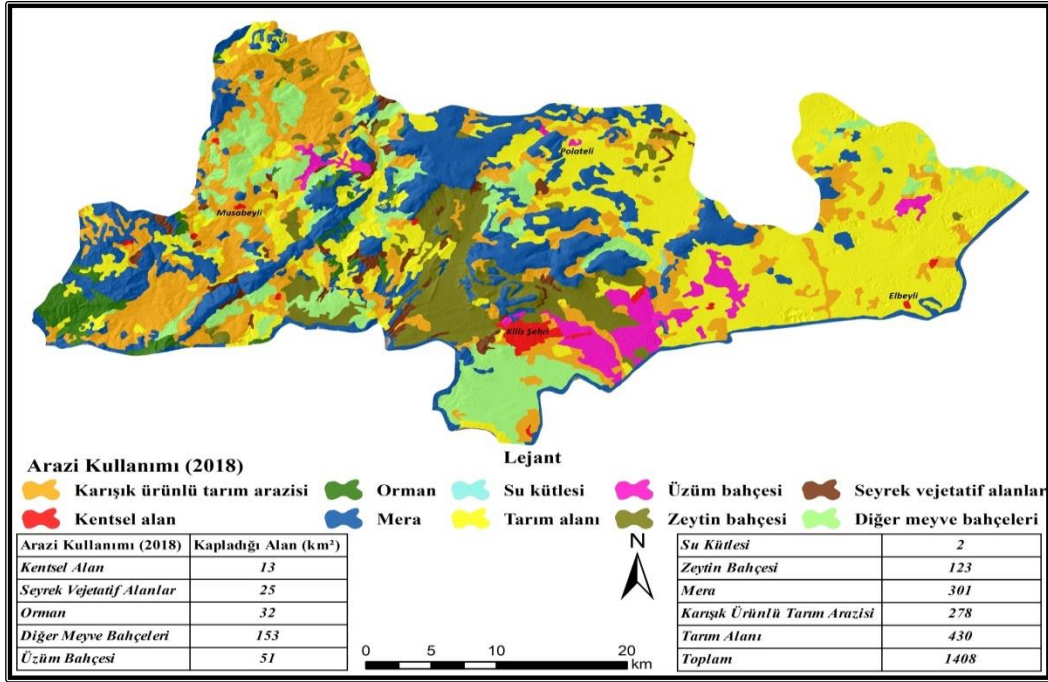 Polateli
Musabeyli
Elbeyli
Kilis Şehri
Lejant
Arazi Kullanımı (2018)
Karışık ürünlü tarım arazisi Orman Su kütlesi Üzüm bahçesi Seyrek vejetatif alanlar
Kentsel alan Mera Tarım alanı Zeytin bahçesi Diğer meyve bahçeleri
Arazi Kullanımı (2018) Kapladığı Alan (km²)
Kentsel Alan 13
Seyrek Vejetatif Alanlar 25
Orman 32
Diğer Meyve Bahçeleri 153
Üzüm Bahçesi 51
N
0 5 10 20
km
Su Kütlesi 2
Zeytin Bahçesi 123
Mera 301
Karışık Ürünlü Tarım Arazisi 278
Tarım Alanı 430
Toplam 1408